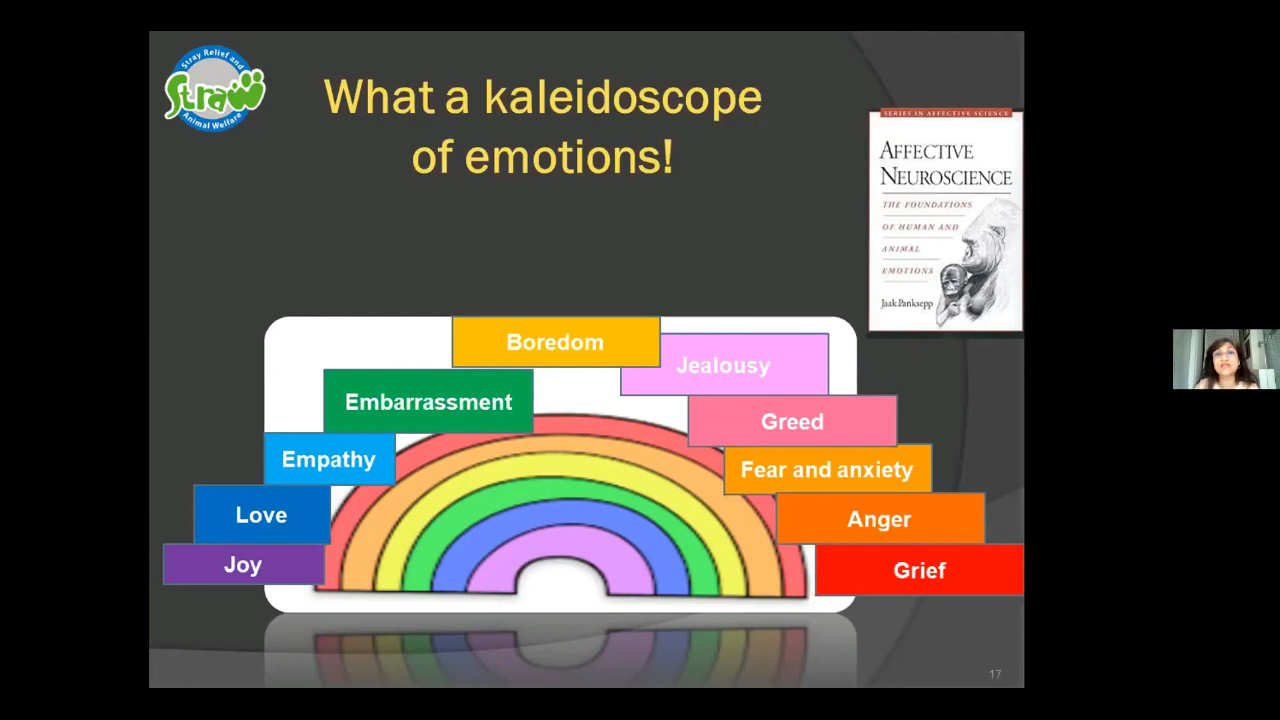 Stray Relief and
Straw
Animal Welfare
What a kaleidoscope
of emotions!
SERIES IN AFFECTIVE SCIENCE
AFFECTIVE
NEUROSCIENCE
THE FOUNDATIONS
OF HUMAN AND
ANIMAL
EMOTIONS
Jaak Panksepp
Boredom
Jealousy
Embarrassment
Greed
Empathy
Fear and anxiety
Love
Anger
Joy
Grief
17